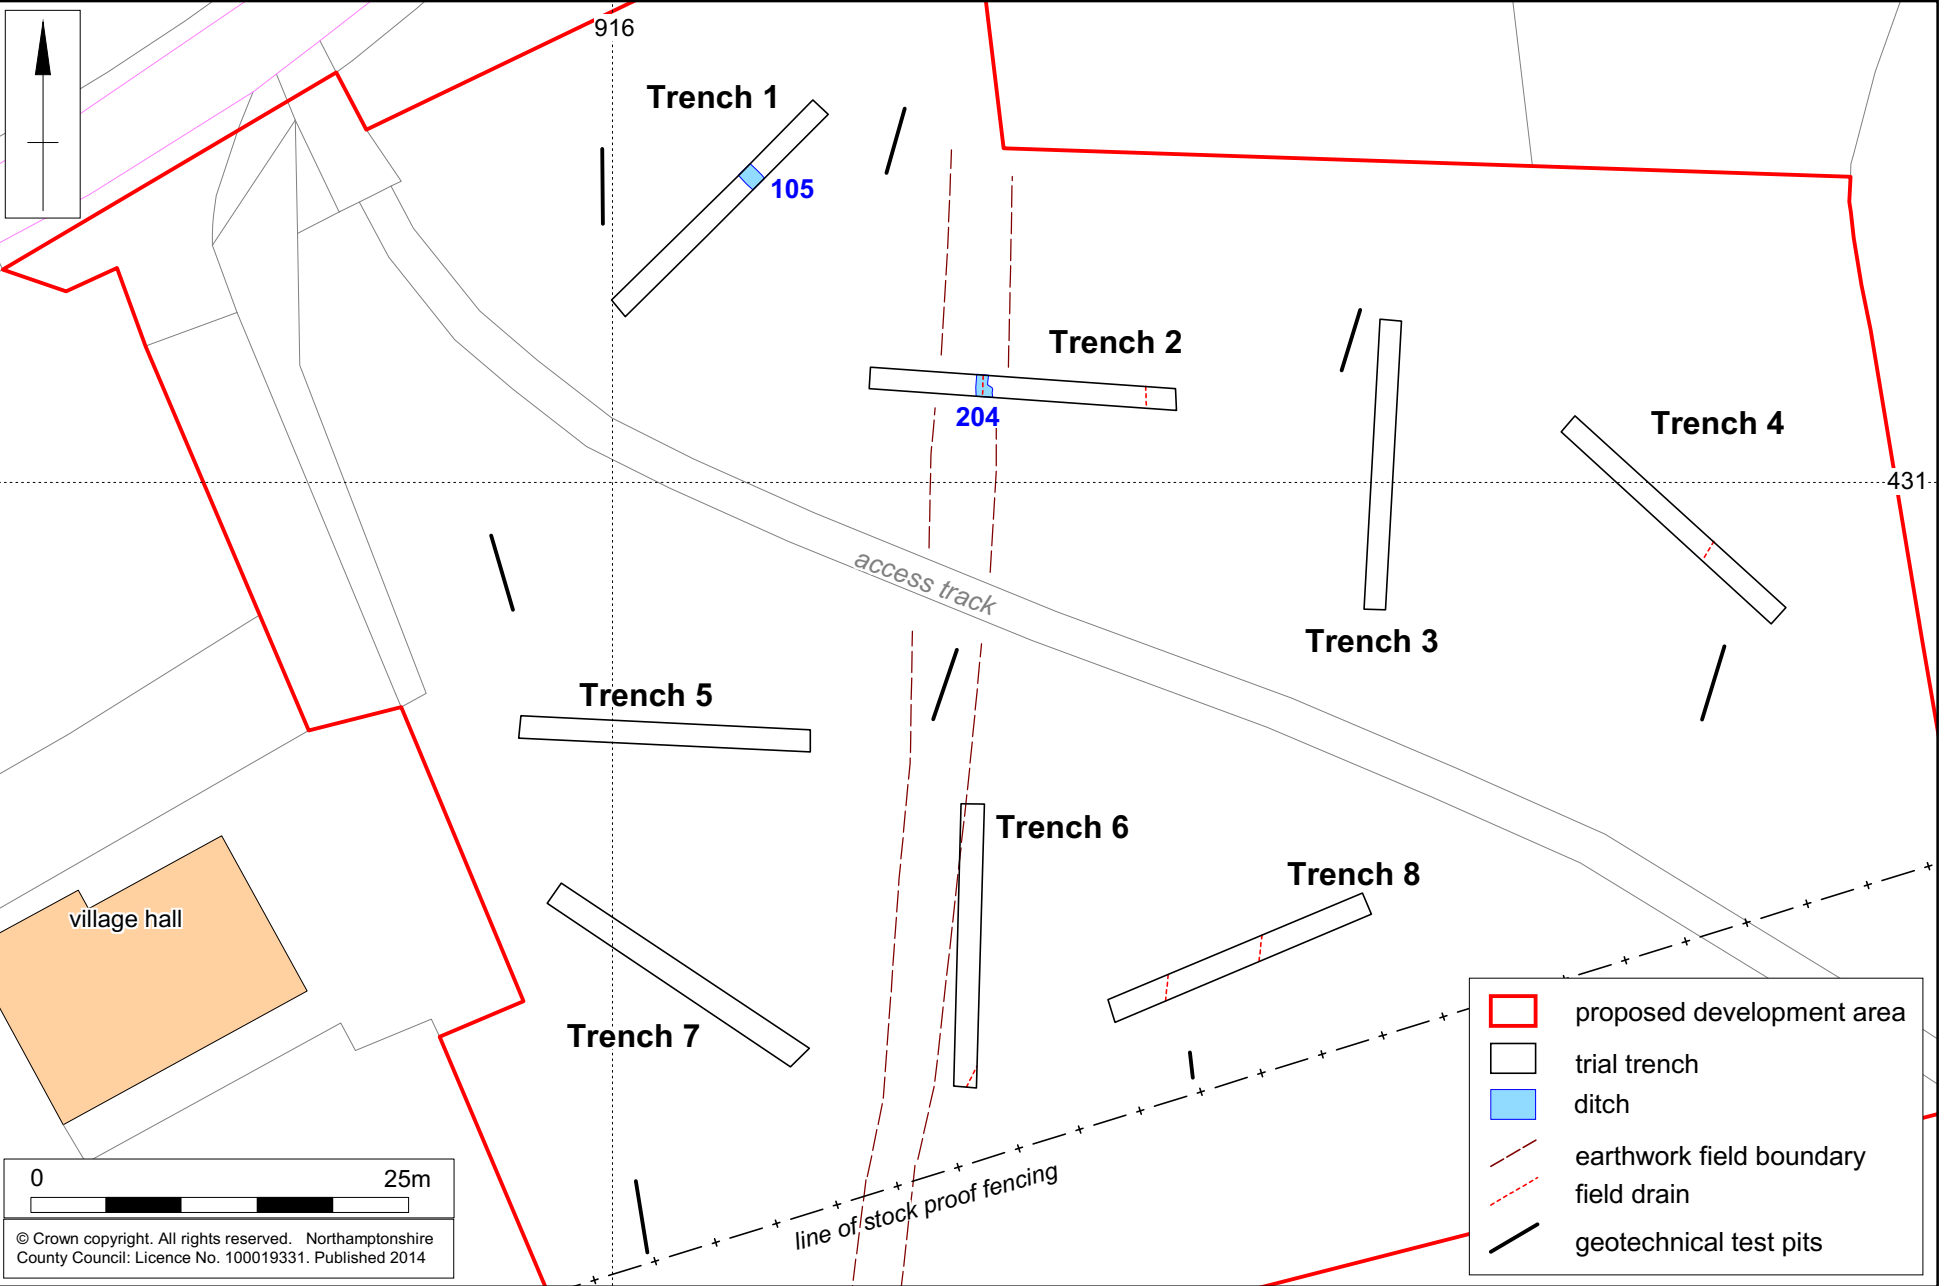 916
Trench 1
105
Trench 2
204
Trench 4
431
access track
Trench 3
Trench 5
Trench 6
Trench 8
village hall
Trench 7
line of stock proof fencing
proposed development area
trial trench
ditch
earthwork field boundary
field drain
geotechnical test pits
0 25m
© Crown copyright. All rights reserved. Northamptonshire
County Council: Licence No. 100019331. Published 2014